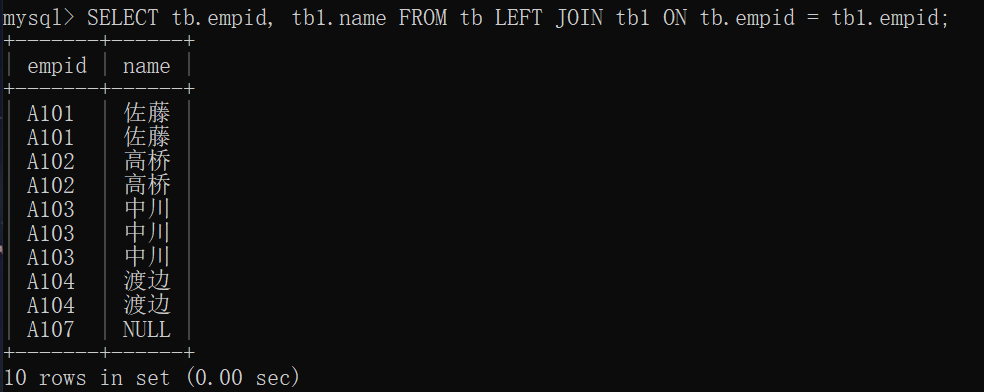 mysql> SELECT tb.empid, tb1.name FROM tb LEFT JOIN tb1 ON tb.empid = tb1.empid;
+-------+------+
| empid | name |
+-------+------+
| A101 | 佐藤 |
| A101 | 佐藤 |
| A102 | 高桥 |
| A102 | 高桥 |
| A103 | 中川 |
| A103 | 中川 |
| A103 | 中川 |
| A104 | 渡边 |
| A104 | 渡边 |
| A107 | NULL |
+-------+------+
10 rows in set (0.00 sec)